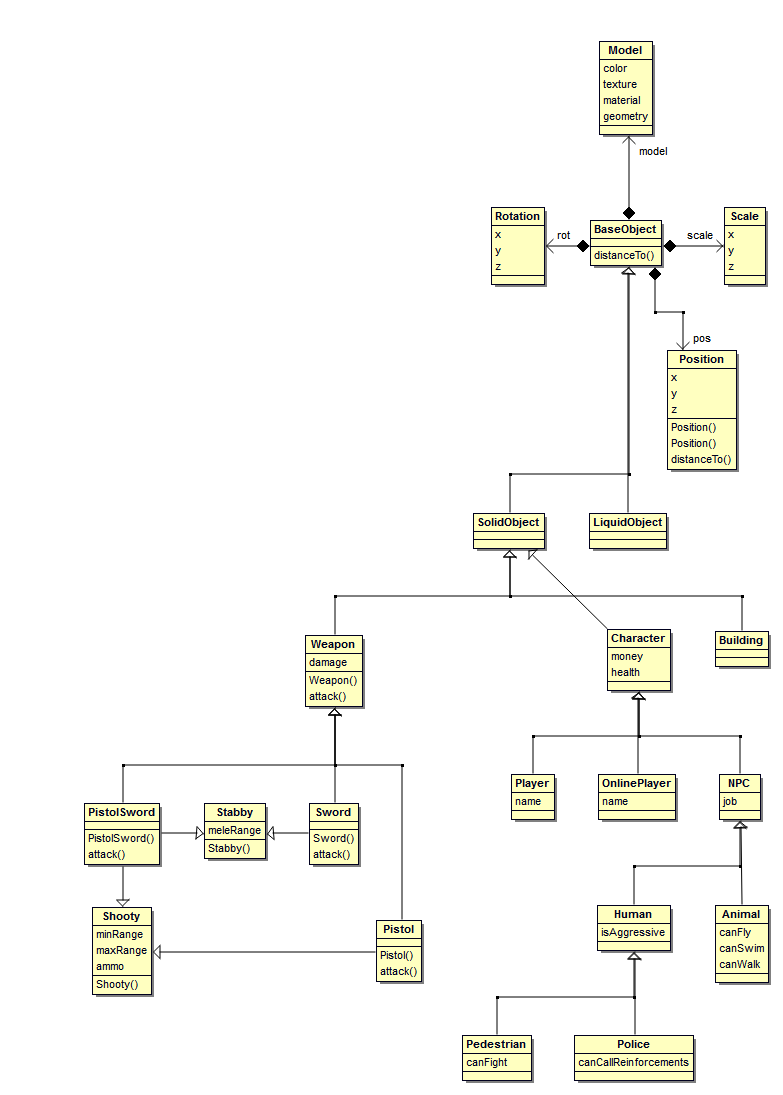 Model
color
texture
material
geometry
model
Rotation
x
y
z
rot
BaseObject
distanceTo()
scale
Scale
x
y
z
pos
Position
x
y
z
Position()
Position()
distanceTo()
SolidObject
LiquidObject
Weapon
damage
Weapon()
attack()
Character
money
health
Building
Player
name
OnlinePlayer
name
NPC
job
PistolSword
PistolSword()
attack()
Stabby
meleRange
Stabby()
Sword
Sword()
attack()
Shooty
minRange
maxRange
ammo
Shooty()
Pistol
Pistol()
attack()
Human
isAggressive
Animal
canFly
canSwim
canWalk
Pedestrian
canFight
Police
canCallReinforcements